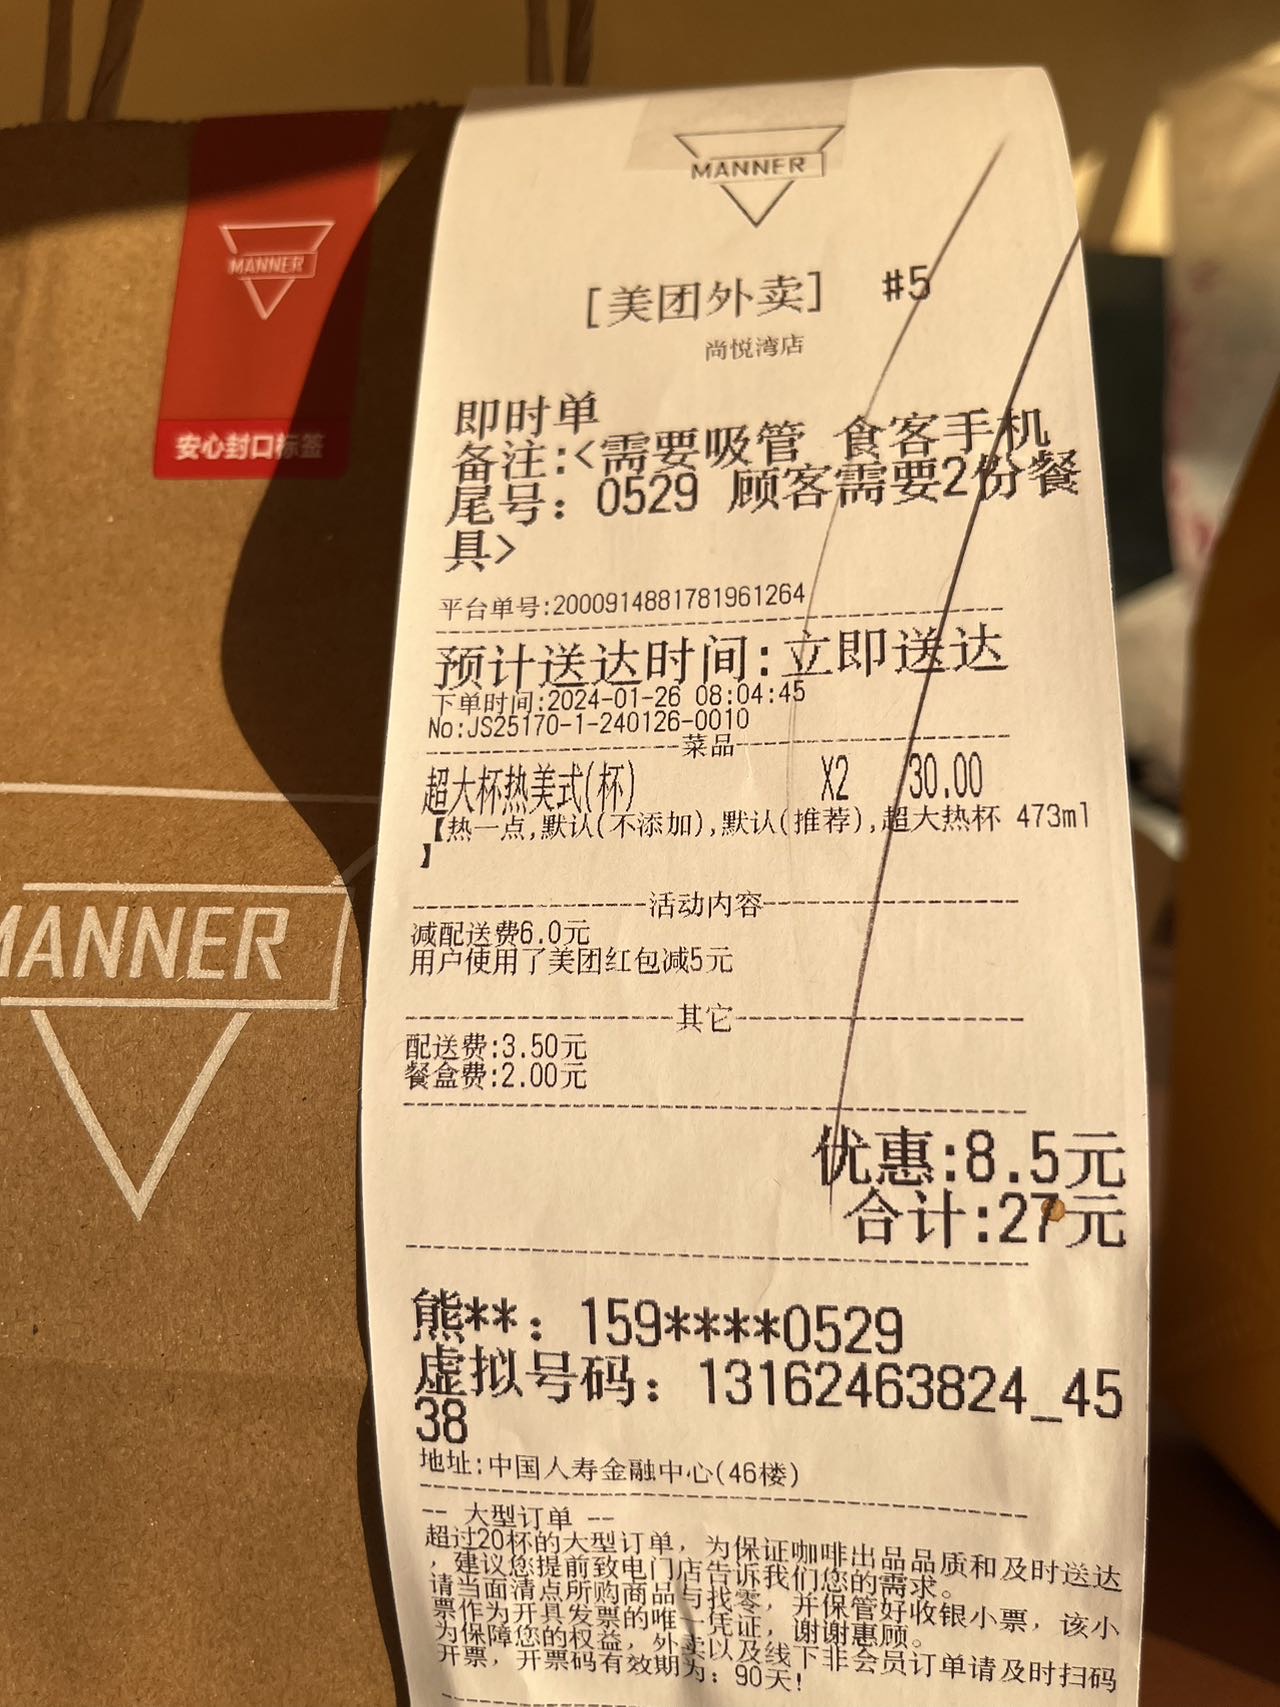 MANNER
安心封口标签
MANNER
MANNER
[美团外卖] #5
尚悦湾店
即时单
备注:<需要吸管 食客手机
尾号: 0529 顾客需要2份餐
具>
平台单号:2000914881781961264
预计送达时间:立即送达
下单时间:2024-01-26 08:04:45
No:JS25170-1-240126-0010
菜品
超大杯热美式(杯) X2 30.00
【热一点,默认(不添加),默认(推荐),超大热杯 473ml
】
活动内容
减配送费6.0元
用户使用了美团红包减5元
其它
配送费:3.50元
餐盒费:2.00元
优惠:8.5元
合计:27元
熊**: 159****0529
虚拟号码: 13162463824_45
38
地址:中国人寿金融中心(46楼)
-- 大型订单 --
超过20杯的大型订单, 为保证咖啡出品品质和及时送达
, 建议您提前致电门店告诉我们您的需求。
请当面清点所购商品与找零, 并保管好收银小票, 该小
票作为开具发票的唯一凭证, 谢谢惠顾。
为保障您的权益, 外卖以及线下非会员订单请及时扫码
开票, 开票码有效期为: 90天!